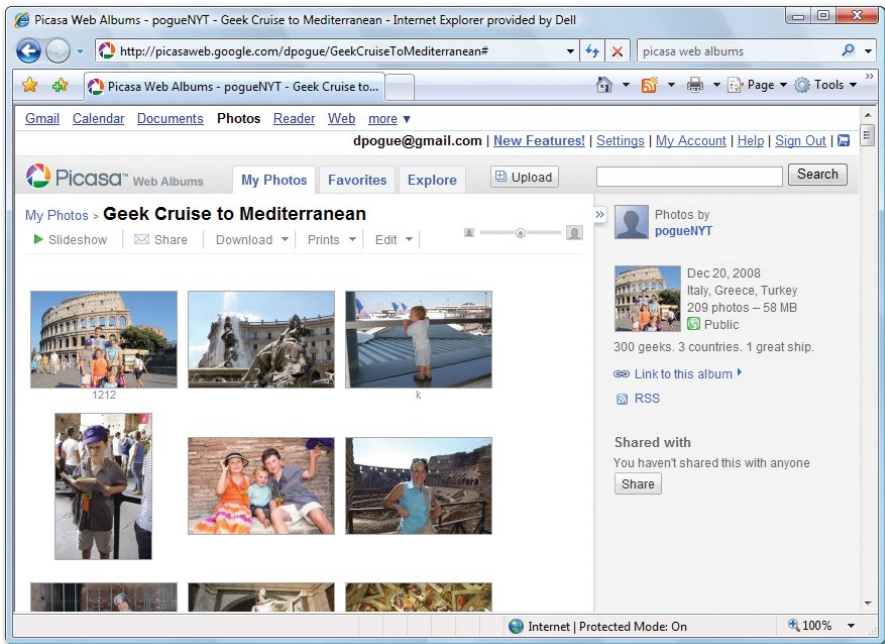 Picasa Web Albums - pogueNYT - Geek Cruise to Mediterranean - Internet Explorer provided by Dell
http://picasaweb.google.com/dpogue/GeekCruiseToMediterranean#
picasa web albums
Picasa Web Albums - pogueNYT - Geek Cruise to...
Page
Tools
Gmail Calendar Documents Photos Reader Web more ▼
dpogue@gmail.com | New Features! | Settings | My Account | Help | Sign Out |
Picasa™ Web Albums My Photos Favorites Explore Upload Search
My Photos > Geek Cruise to Mediterranean
Slideshow Share Download Prints Edit
1212
k
Photos by
pogueNYT
Dec 20, 2008
Italy, Greece, Turkey
209 photos – 58 MB
Public
300 geeks. 3 countries. 1 great ship.
Link to this album
RSS
Shared with
You haven't shared this with anyone
Share
Internet | Protected Mode: On
100%